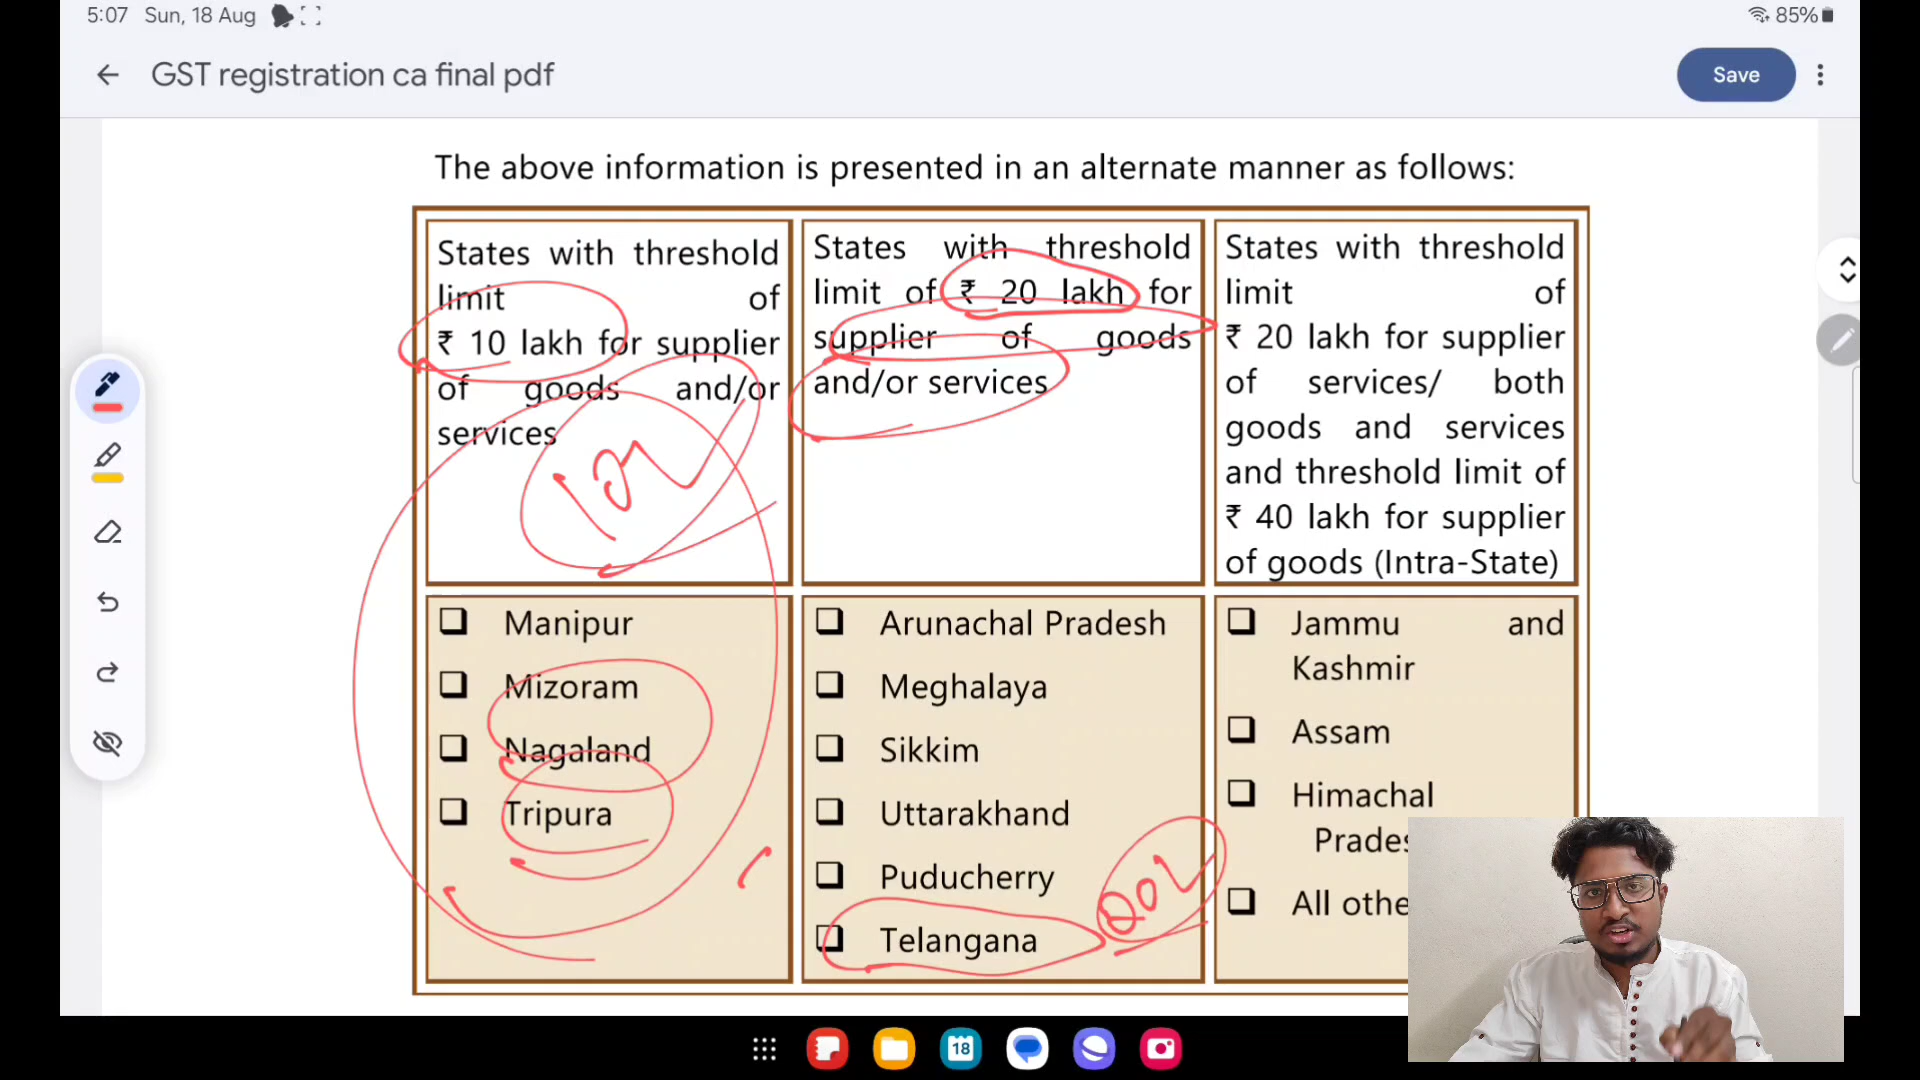 5:07 Sun, 18 Aug
85%
GST registration ca final pdf
Save
The above information is presented in an alternate manner as follows:
States with threshold
limit of
₹ 10 lakh for supplier
of goods and/or
services
10L
States with threshold
limit of ₹ 20 lakh for
supplier of goods
and/or services
States with threshold
limit of
₹ 20 lakh for supplier
of services/ both
goods and services
and threshold limit of
₹ 40 lakh for supplier
of goods (Intra-State)
❑ Manipur
❑ Mizoram
❑ Nagaland
❑ Tripura
❑ Arunachal Pradesh
❑ Meghalaya
❑ Sikkim
❑ Uttarakhand
❑ Puducherry
❑ Telangana
20L
❑ Jammu and
Kashmir
❑ Assam
❑ Himachal
Prades
❑ All othe
18